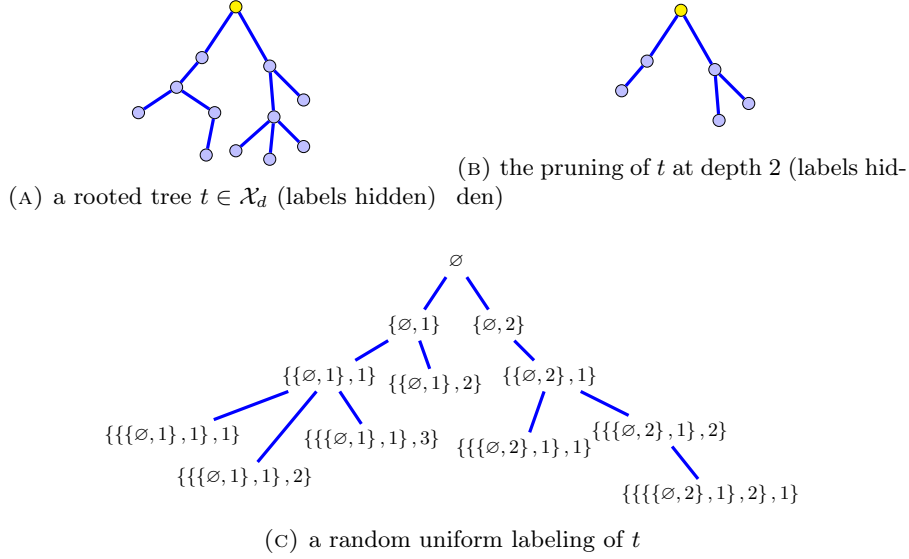 (A) a rooted tree t ∈ 𝒳_d (labels hidden)
(B) the pruning of t at depth 2 (labels hid-
den)
∅
{∅, 1} {∅, 2}
{{∅, 1} , 1} {{∅, 1} , 2} {{∅, 2} , 1}
{{{∅, 1} , 1} , 1} {{{∅, 1} , 1} , 3} {{{∅, 2} , 1} , 1} {{{∅, 2} , 1} , 2}
{{{∅, 1} , 1} , 2} {{{{∅, 2} , 1} , 2} , 1}
(C) a random uniform labeling of t